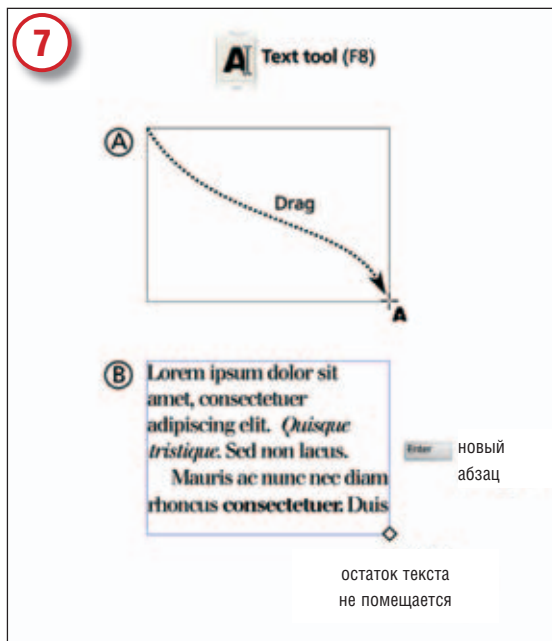 7
A Text tool (F8)
A
Drag
A
B
Lorem ipsum dolor sit
amet, consectetuer
adipiscing elit. Quisque
tristique. Sed non lacus.
Mauris ac nunc nec diam
rhoncus consectetuer. Duis
Enter новый
абзац
остаток текста
не помещается